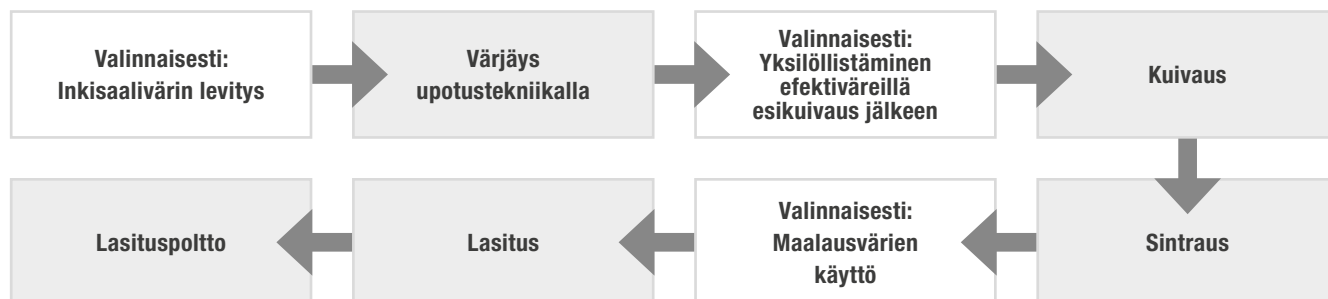 Valinnaisesti:
Inkisaalivärin levitys
Värjäys
upotustekniikalla
Valinnaisesti:
Yksilöllistäminen
efektiväreillä
esikuivaus jälkeen
Kuivaus
Sintraus
Valinnaisesti:
Maalausvärien
käyttö
Lasitus
Lasituspoltto